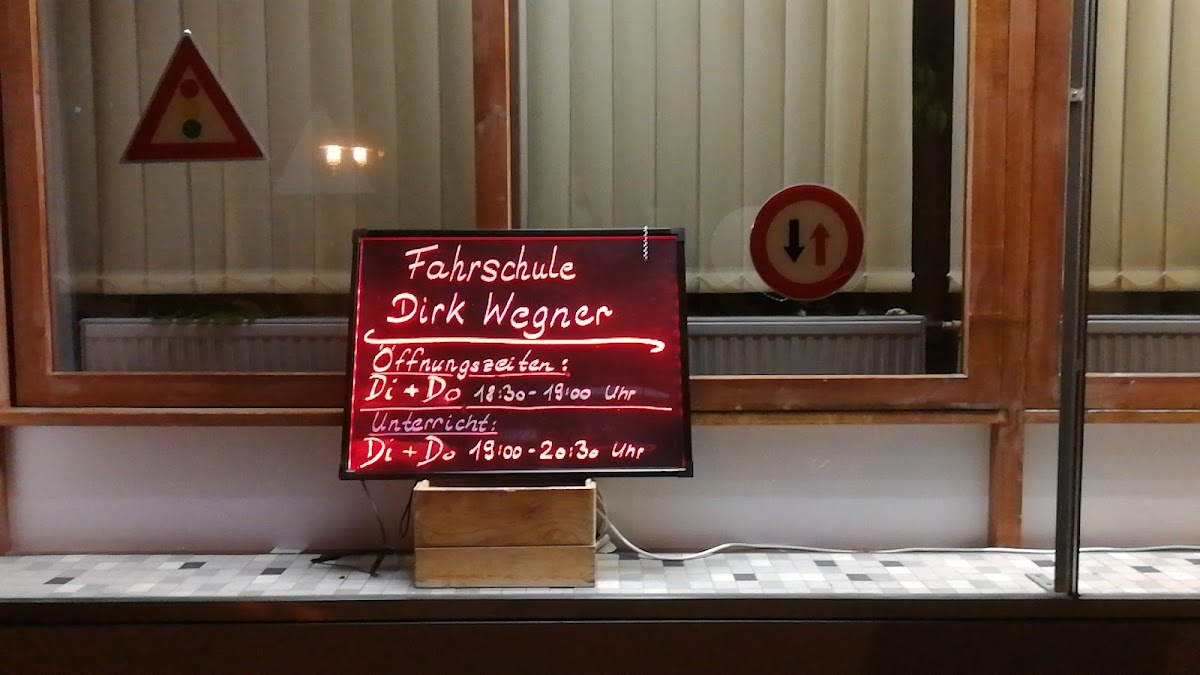 Fahrschule
Dirk Wegner
Öffnungszeiten:
Di + Do 18:30-19:00 Uhr
Unterricht:
Di + Do 19:00-20:30 Uhr